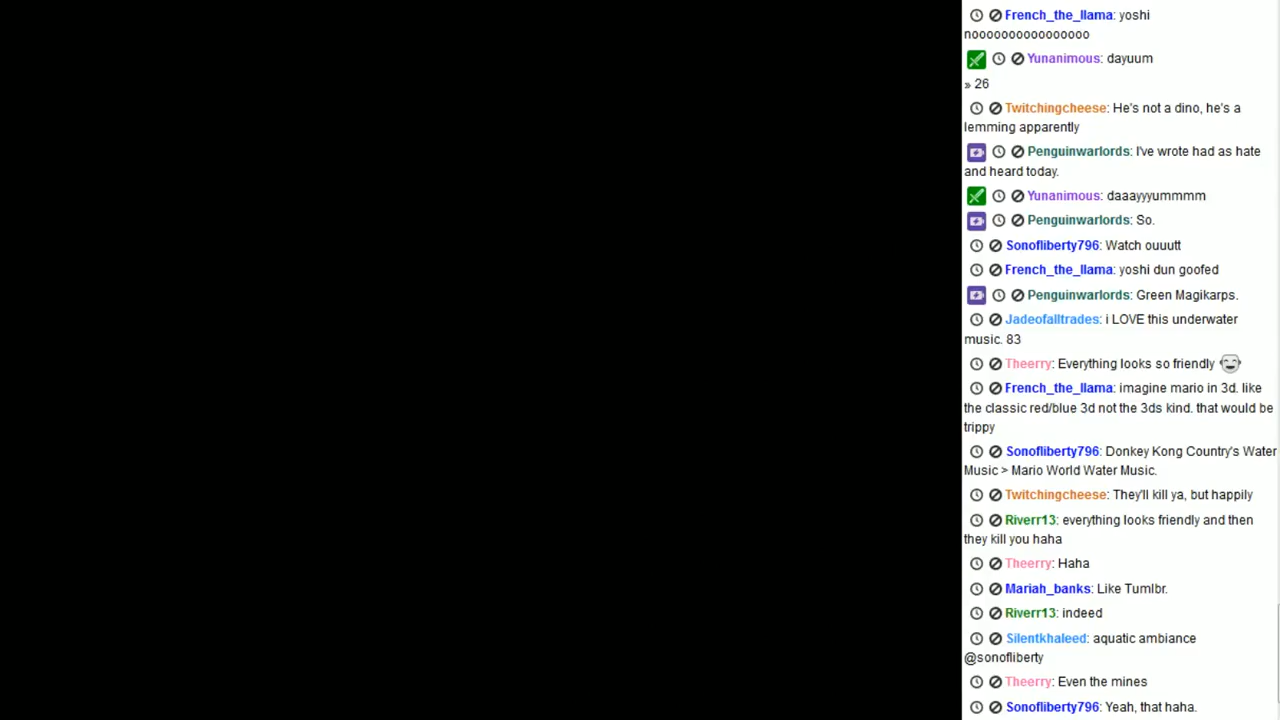 French_the_llama: yoshi
noooooooooooooooo
Yunanimous: dayuum
» 26
Twitchingcheese: He's not a dino, he's a
lemming apparently
Penguinwarlords: I've wrote had as hate
and heard today.
Yunanimous: daaayyyummmm
Penguinwarlords: So.
Sonofliberty796: Watch ouuutt
French_the_llama: yoshi dun goofed
Penguinwarlords: Green Magikarps.
Jadeofalltrades: i LOVE this underwater
music. 83
Theerry: Everything looks so friendly
French_the_llama: imagine mario in 3d. like
the classic red/blue 3d not the 3ds kind. that would be
trippy
Sonofliberty796: Donkey Kong Country's Water
Music > Mario World Water Music.
Twitchingcheese: They'll kill ya, but happily
Riverr13: everything looks friendly and then
they kill you haha
Theerry: Haha
Mariah_banks: Like Tumlbr.
Riverr13: indeed
Silentkhaleed: aquatic ambiance
@sonofliberty
Theerry: Even the mines
Sonofliberty796: Yeah, that haha.